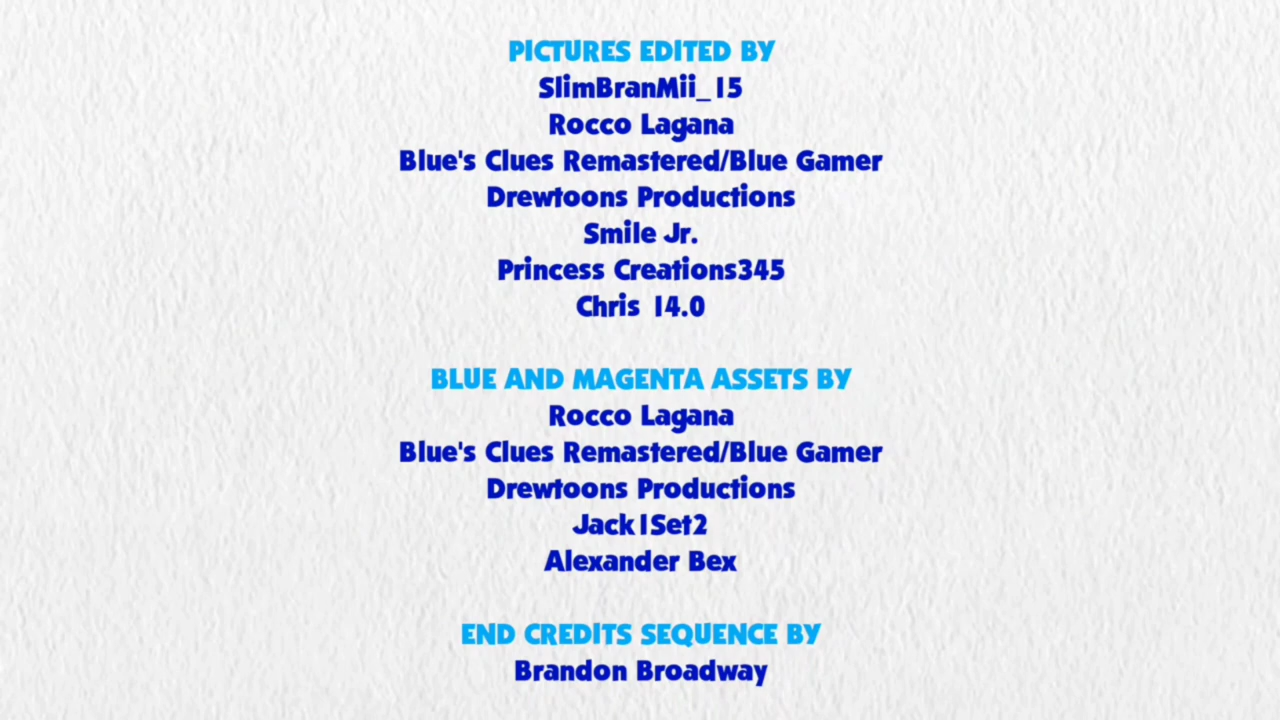 PICTURES EDITED BY
SlimBranMii_15
Rocco Lagana
Blue's Clues Remastered/Blue Gamer
Drewtoons Productions
Smile Jr.
Princess Creations345
Chris 14.0
BLUE AND MAGENTA ASSETS BY
Rocco Lagana
Blue's Clues Remastered/Blue Gamer
Drewtoons Productions
Jack1Set2
Alexander Bex
END CREDITS SEQUENCE BY
Brandon Broadway